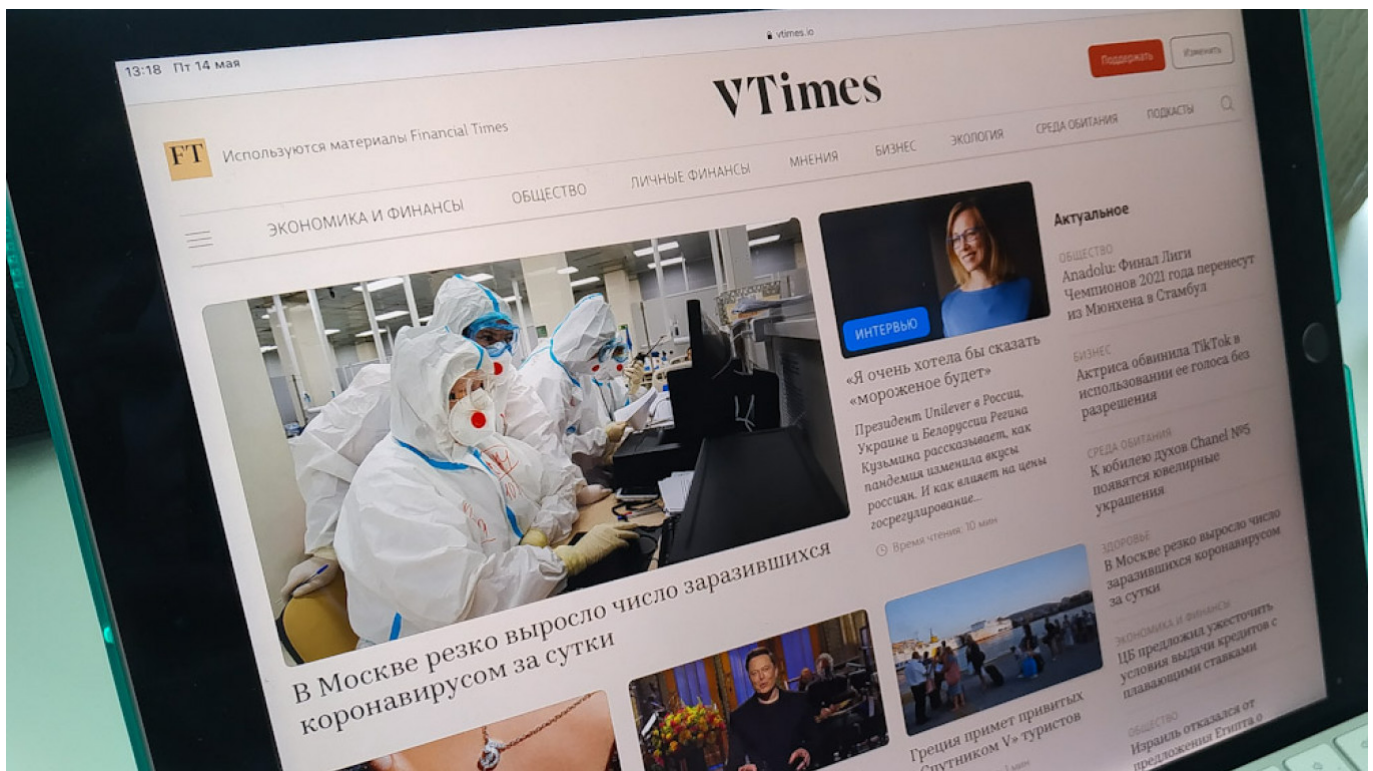 13:18 Пт 14 мая
vtimes.io
FT
Используются материалы Financial Times
VTimes
Поддержать
Изменить
ЭКОНОМИКА И ФИНАНСЫ
ОБЩЕСТВО
ЛИЧНЫЕ ФИНАНСЫ
МНЕНИЯ
БИЗНЕС
ЭКОЛОГИЯ
СРЕДА ОБИТАНИЯ
ПОДКАСТЫ
В Москве резко выросло число заразившихся
коронавирусом за сутки
ИНТЕРВЬЮ
«Я очень хотела бы сказать
«мороженое будет»
Президент Unilever в России,
Украине и Белоруссии Регина
Кузьмина рассказывает, как
пандемия изменила вкусы
россиян. И как влияет на цены
госрегулирование...
Время чтения: 10 мин
Греция примет привитых
«Спутником V» туристов
мин
Актуальное
ОБЩЕСТВО
Anadolu: Финал Лиги
Чемпионов 2021 года перенесут
из Мюнхена в Стамбул
БИЗНЕС
Актриса обвинила TikTok в
использовании ее голоса без
разрешения
СРЕДА ОБИТАНИЯ
К юбилею духов Chanel №5
появятся ювелирные
украшения
ЗДОРОВЬЕ
В Москве резко выросло число
заразившихся коронавирусом
за сутки
ЭКОНОМИКА И ФИНАНСЫ
ЦБ предложил ужесточить
условия выдачи кредитов с
плавающими ставками
ОБЩЕСТВО
Израиль отказался от
предложения Египта о